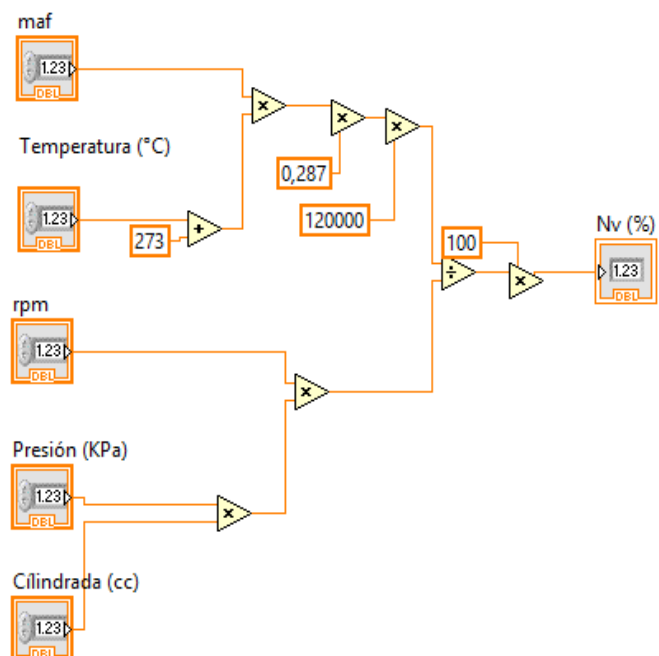 maf
1.23
DBL
Temperatura (°C)
1.23
DBL
273
+
×
×
×
0,287
120000
100
÷
×
Nv (%)
1.23
DBL
rpm
1.23
DBL
×
Presión (KPa)
1.23
DBL
×
Cílindrada (cc)
1.23
DBL